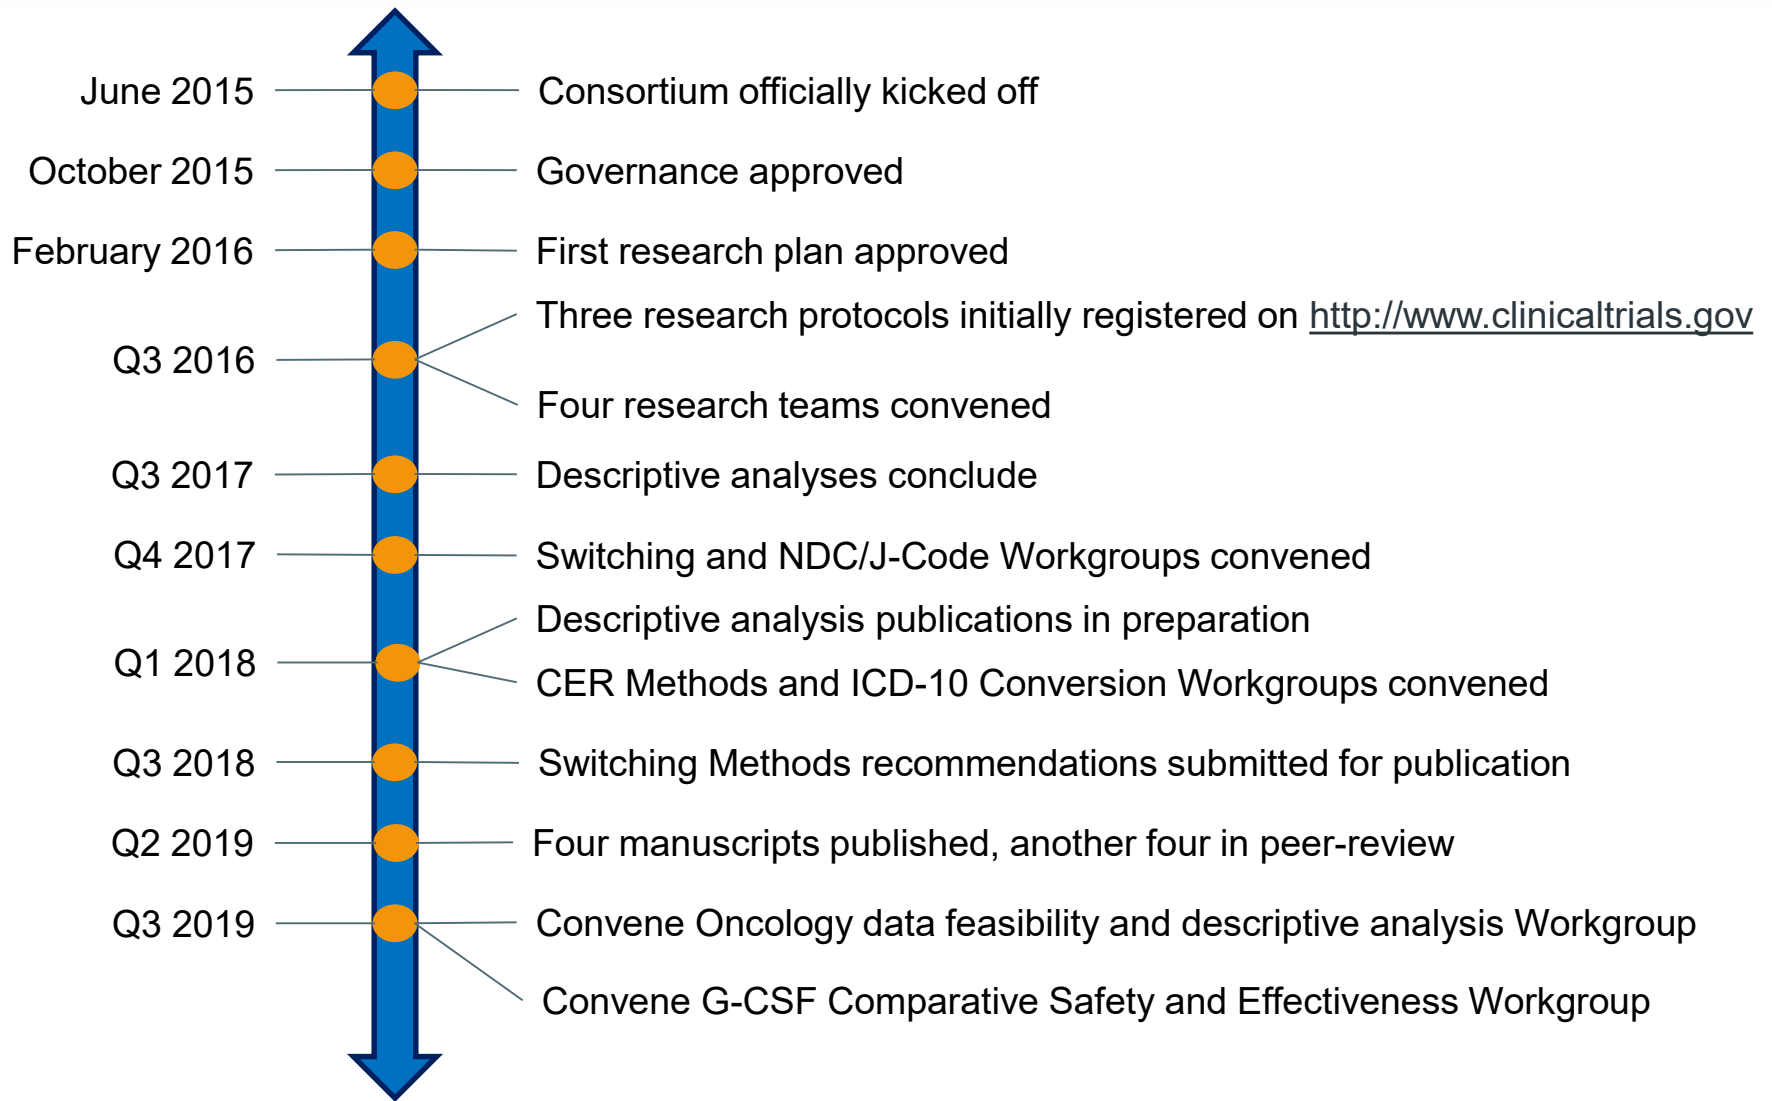 June 2015
Consortium officially kicked off
October 2015
Governance approved
February 2016
First research plan approved
Q3 2016
Three research protocols initially registered on http://www.clinicaltrials.gov
Four research teams convened
Q3 2017
Descriptive analyses conclude
Q4 2017
Switching and NDC/J-Code Workgroups convened
Q1 2018
Descriptive analysis publications in preparation
CER Methods and ICD-10 Conversion Workgroups convened
Q3 2018
Switching Methods recommendations submitted for publication
Q2 2019
Four manuscripts published, another four in peer-review
Q3 2019
Convene Oncology data feasibility and descriptive analysis Workgroup
Convene G-CSF Comparative Safety and Effectiveness Workgroup